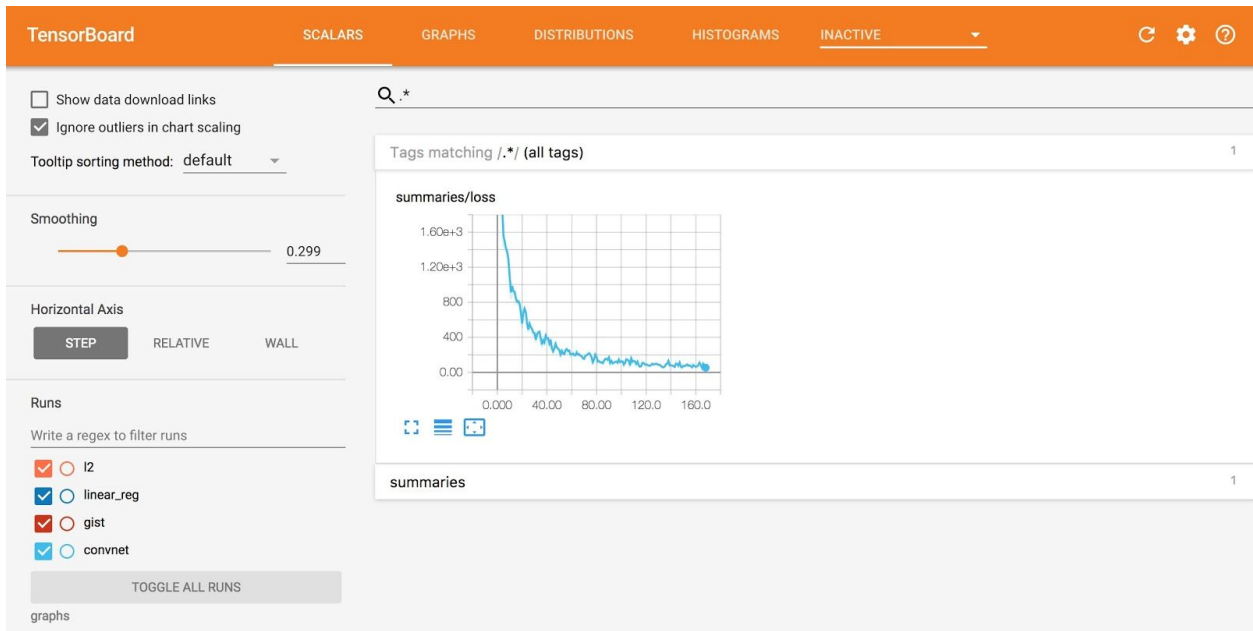 TensorBoard SCALARS GRAPHS DISTRIBUTIONS HISTOGRAMS INACTIVE
Show data download links
Ignore outliers in chart scaling
Tooltip sorting method: default
Smoothing
0.299
Horizontal Axis
STEP RELATIVE WALL
Runs
Write a regex to filter runs
l2
linear_reg
gist
convnet
TOGGLE ALL RUNS
graphs
.*
Tags matching /.*/ (all tags) 1
summaries/loss
1.60e+3
1.20e+3
800
400
0.00
0.000 40.00 80.00 120.0 160.0
summaries 1